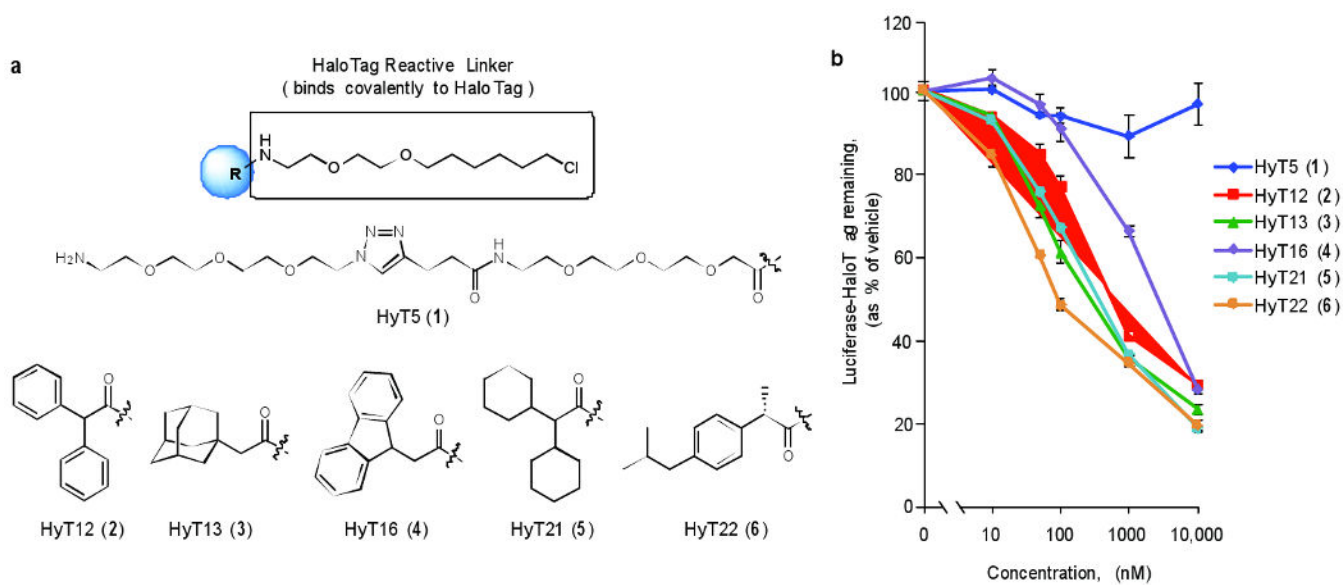 a
HaloTag Reactive Linker
( binds covalently to Halo Tag )
R
H
N
O
O
Cl
H₂N
O
O
O
N=N
N
H
N
O
O
O
O
O
HyT5 (1)
O
O
O
O
O
HyT12 (2)
HyT13 (3)
HyT16 (4)
HyT21 (5)
HyT22 (6)
b
Luciferase-HaloT ag remaining,
(as % of vehicle)
120
100
80
60
40
20
0
0
10
100
1000
10,000
Concentration, (nM)
HyT5 (1)
HyT12 (2)
HyT13 (3)
HyT16 (4)
HyT21 (5)
HyT22 (6)